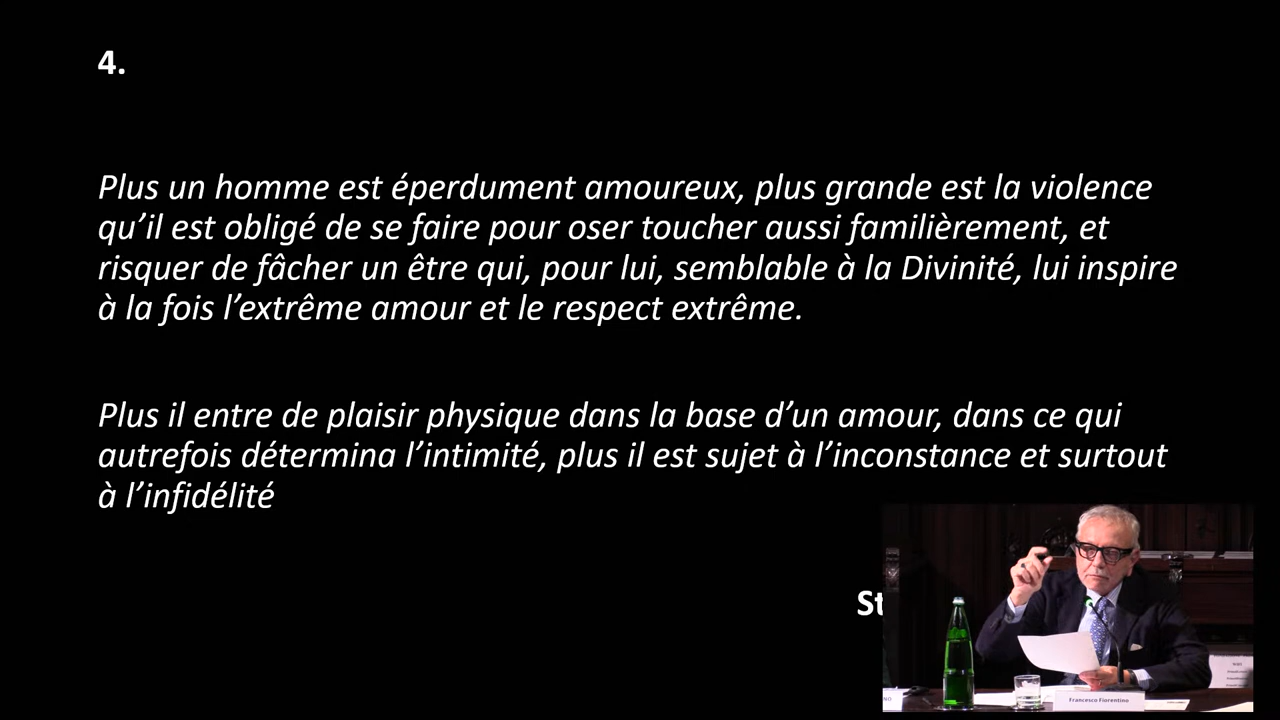 4.
Plus un homme est éperdument amoureux, plus grande est la violence
qu’il est obligé de se faire pour oser toucher aussi familièrement, et
risquer de fâcher un être qui, pour lui, semblable à la Divinité, lui inspire
à la fois l’extrême amour et le respect extrême.
Plus il entre de plaisir physique dans la base d’un amour, dans ce qui
autrefois détermina l’intimité, plus il est sujet à l’inconstance et surtout
à l’infidélité
St
Francesco Fiorentino